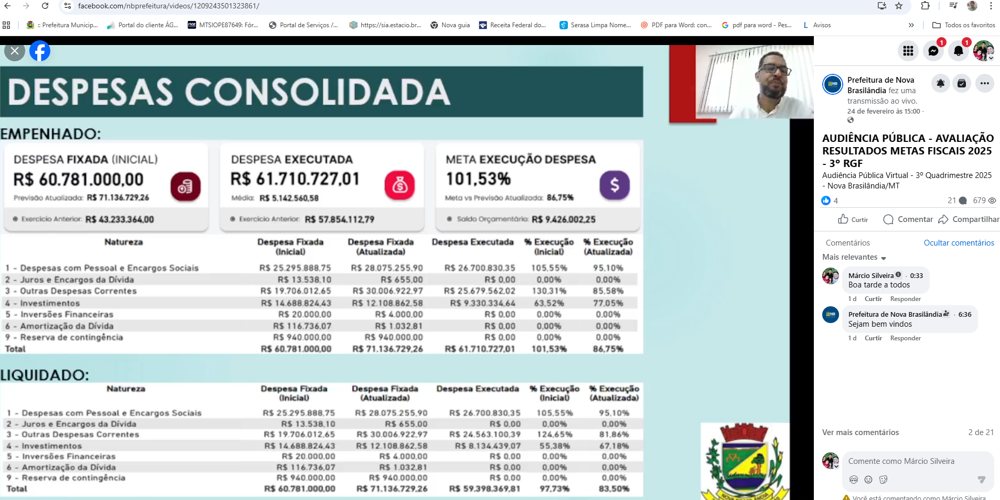 facebook.com/nbprefeitura/videos/1209243501323861/
:: Prefeitura Municip... Portal do cliente ÁG... MTSIOPE87649: Fór... Portal de Serviços /... https://sia.estacio.br... Nova guia Receita Federal do... Serasa Limpa Nome... PDF para Word: con... pdf para word - Pes... Avisos » Todos os favoritos
DESPESAS CONSOLIDADA
EMPENHADO:
DESPESA FIXADA (INICIAL)
R$ 60.781.000,00
Previsão Atualizada: R$ 71.136.729,26
Exercício Anterior: R$ 43.233.364,00
DESPESA EXECUTADA
R$ 61.710.727,01
Média: R$ 5.142.560,58
Exercício Anterior: R$ 57.854.112,79
META EXECUÇÃO DESPESA
101,53%
Meta vs Previsão Atualizada: 86,75%
Saldo Orçamentário: R$ 9.426.002,25
Natureza Despesa Fixada (Inicial) Despesa Fixada (Atualizada) Despesa Executada % Execução (Inicial) % Execução (Atualizada)
1 - Despesas com Pessoal e Encargos Sociais R$ 25.295.888,75 R$ 28.075.255,90 R$ 26.700.830,35 105,55% 95,10%
2 - Juros e Encargos da Dívida R$ 13.538,10 R$ 655,00 R$ 0,00 0,00% 0,00%
3 - Outras Despesas Correntes R$ 19.706.012,65 R$ 30.006.922,97 R$ 25.679.562,02 130,31% 85,58%
4 - Investimentos R$ 14.688.824,43 R$ 12.108.862,58 R$ 9.330.334,64 63,52% 77,05%
5 - Inversões Financeiras R$ 20.000,00 R$ 4.000,00 R$ 0,00 0,00% 0,00%
6 - Amortização da Dívida R$ 116.736,07 R$ 1.032,81 R$ 0,00 0,00% 0,00%
9 - Reserva de contingência R$ 940.000,00 R$ 940.000,00 R$ 0,00 0,00% 0,00%
Total R$ 60.781.000,00 R$ 71.136.729,26 R$ 61.710.727,01 101,53% 86,75%
LIQUIDADO:
Natureza Despesa Fixada (Inicial) Despesa Fixada (Atualizada) Despesa Executada % Execução (Inicial) % Execução (Atualizada)
1 - Despesas com Pessoal e Encargos Sociais R$ 25.295.888,75 R$ 28.075.255,90 R$ 26.700.830,35 105,55% 95,10%
2 - Juros e Encargos da Dívida R$ 13.538,10 R$ 655,00 R$ 0,00 0,00% 0,00%
3 - Outras Despesas Correntes R$ 19.706.012,65 R$ 30.006.922,97 R$ 24.563.100,39 124,65% 81,86%
4 - Investimentos R$ 14.688.824,43 R$ 12.108.862,58 R$ 8.134.439,07 55,38% 67,18%
5 - Inversões Financeiras R$ 20.000,00 R$ 4.000,00 R$ 0,00 0,00% 0,00%
6 - Amortização da Dívida R$ 116.736,07 R$ 1.032,81 R$ 0,00 0,00% 0,00%
9 - Reserva de contingência R$ 940.000,00 R$ 940.000,00 R$ 0,00 0,00% 0,00%
Total R$ 60.781.000,00 R$ 71.136.729,26 R$ 59.398.369,81 97,73% 83,50%
1
1
Prefeitura de Nova
Brasilândia fez uma
transmissão ao vivo.
24 de fevereiro às 15:00 ·
AUDIÊNCIA PÚBLICA - AVALIAÇÃO
RESULTADOS METAS FISCAIS 2025
- 3º RGF
Audiência Pública Virtual - 3º Quadrimestre 2025
- Nova Brasilândia/MT
4 21 679
Curtir Comentar Compartilhar
Comentários Ocultar comentários
Mais relevantes
Márcio Silveira · 0:33
Boa tarde a todos
1 d Curtir Responder
Prefeitura de Nova Brasilândia · 6:36
Sejam bem vindos
1 d Curtir Responder
Ver mais comentários 2 de 21
Comente como Márcio Silveira
Você está comentando como Márcio Silveira